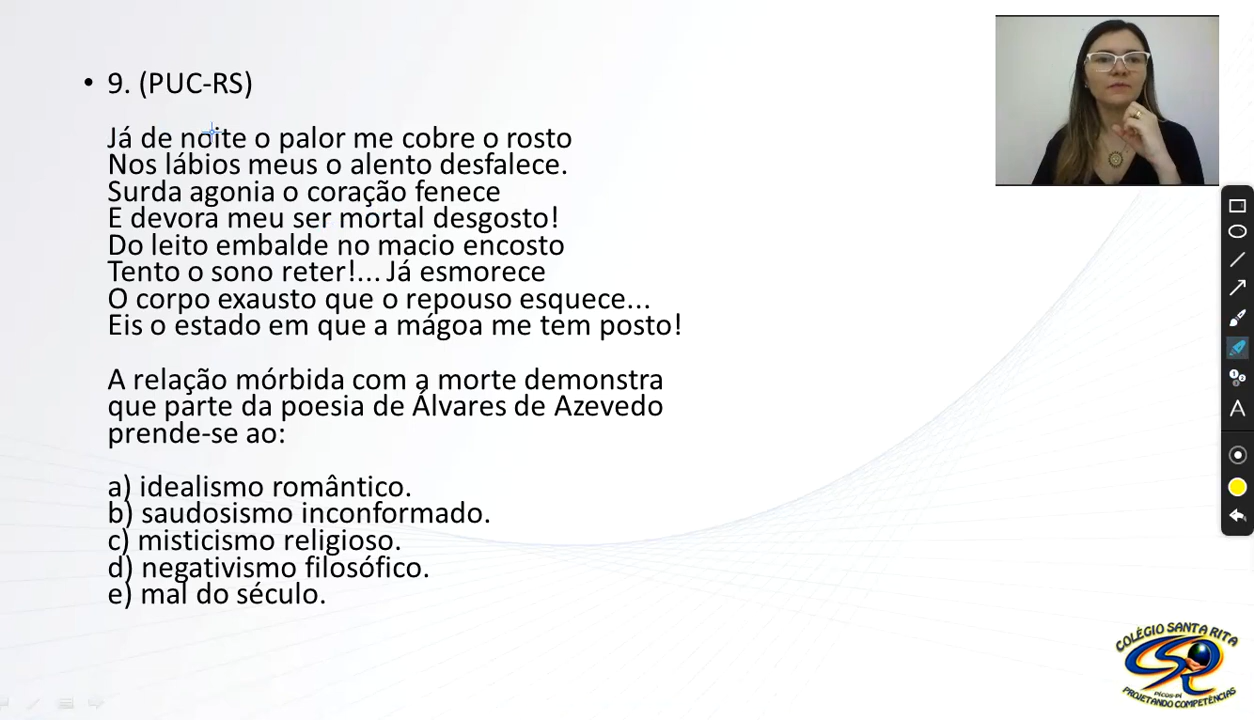 • 9. (PUC-RS)
Já de noite o palor me cobre o rosto
Nos lábios meus o alento desfalece.
Surda agonia o coração fenece
E devora meu ser mortal desgosto!
Do leito embalde no macio encosto
Tento o sono reter!... Já esmorece
O corpo exausto que o repouso esquece...
Eis o estado em que a mágoa me tem posto!
A relação mórbida com a morte demonstra
que parte da poesia de Álvares de Azevedo
prende-se ao:
a) idealismo romântico.
b) saudosismo inconformado.
c) misticismo religioso.
d) negativismo filosófico.
e) mal do século.
A
COLÉGIO SANTA RITA
PICOS-PI
PROJETANDO COMPETÊNCIAS